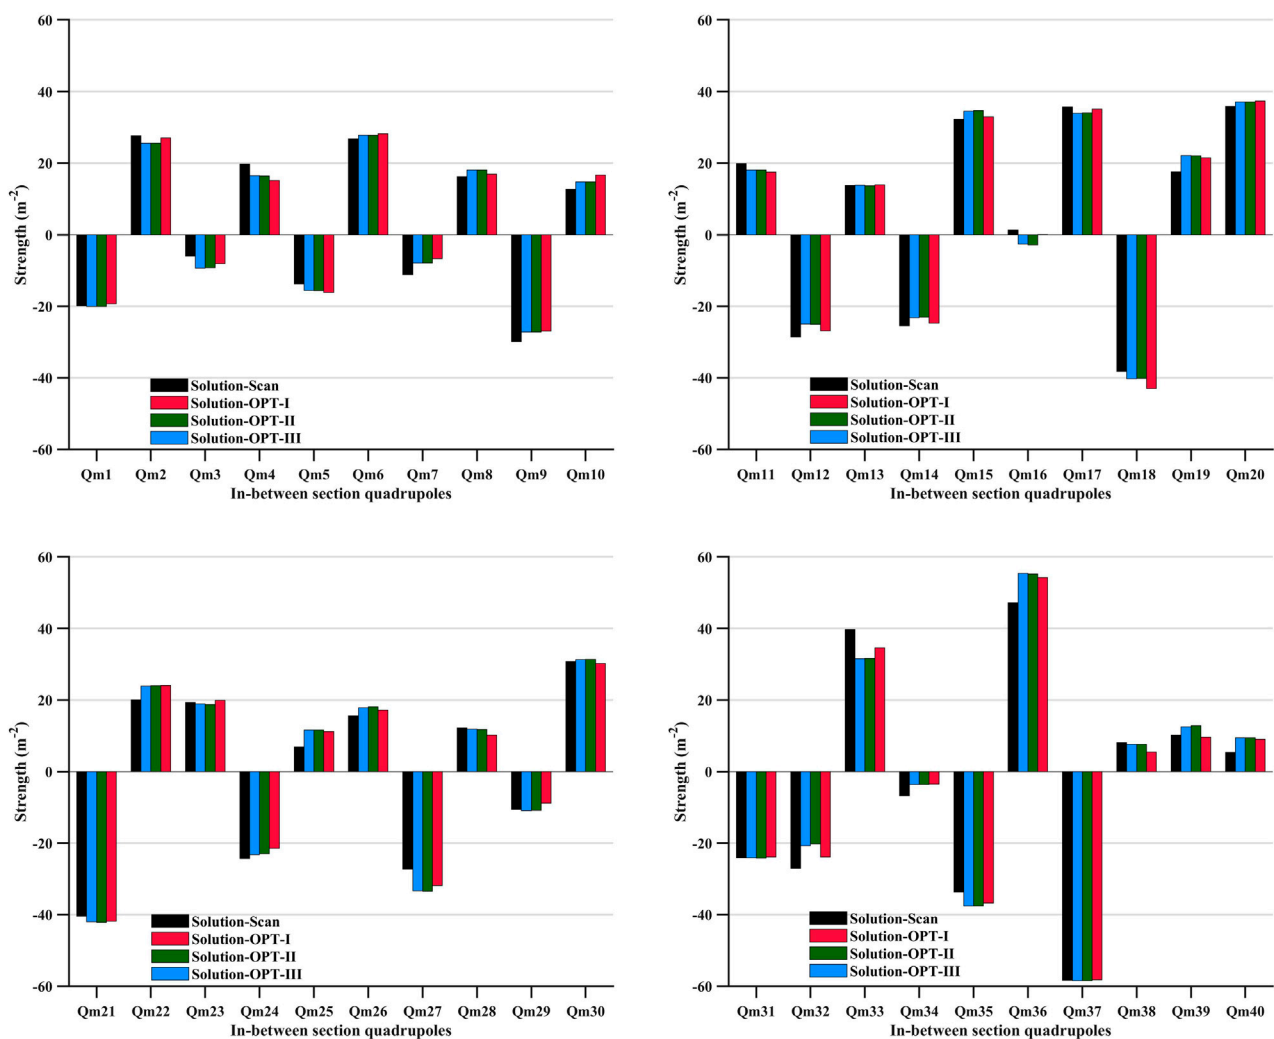 60
40
20
0
-20
-40
-60
Strength (m⁻²)
Solution-Scan
Solution-OPT-I
Solution-OPT-II
Solution-OPT-III
Qm1 Qm2 Qm3 Qm4 Qm5 Qm6 Qm7 Qm8 Qm9 Qm10
In-between section quadrupoles
60
40
20
0
-20
-40
-60
Strength (m⁻²)
Solution-Scan
Solution-OPT-I
Solution-OPT-II
Solution-OPT-III
Qm11 Qm12 Qm13 Qm14 Qm15 Qm16 Qm17 Qm18 Qm19 Qm20
In-between section quadrupoles
60
40
20
0
-20
-40
-60
Strength (m⁻²)
Solution-Scan
Solution-OPT-I
Solution-OPT-II
Solution-OPT-III
Qm21 Qm22 Qm23 Qm24 Qm25 Qm26 Qm27 Qm28 Qm29 Qm30
In-between section quadrupoles
60
40
20
0
-20
-40
-60
Strength (m⁻²)
Solution-Scan
Solution-OPT-I
Solution-OPT-II
Solution-OPT-III
Qm31 Qm32 Qm33 Qm34 Qm35 Qm36 Qm37 Qm38 Qm39 Qm40
In-between section quadrupoles